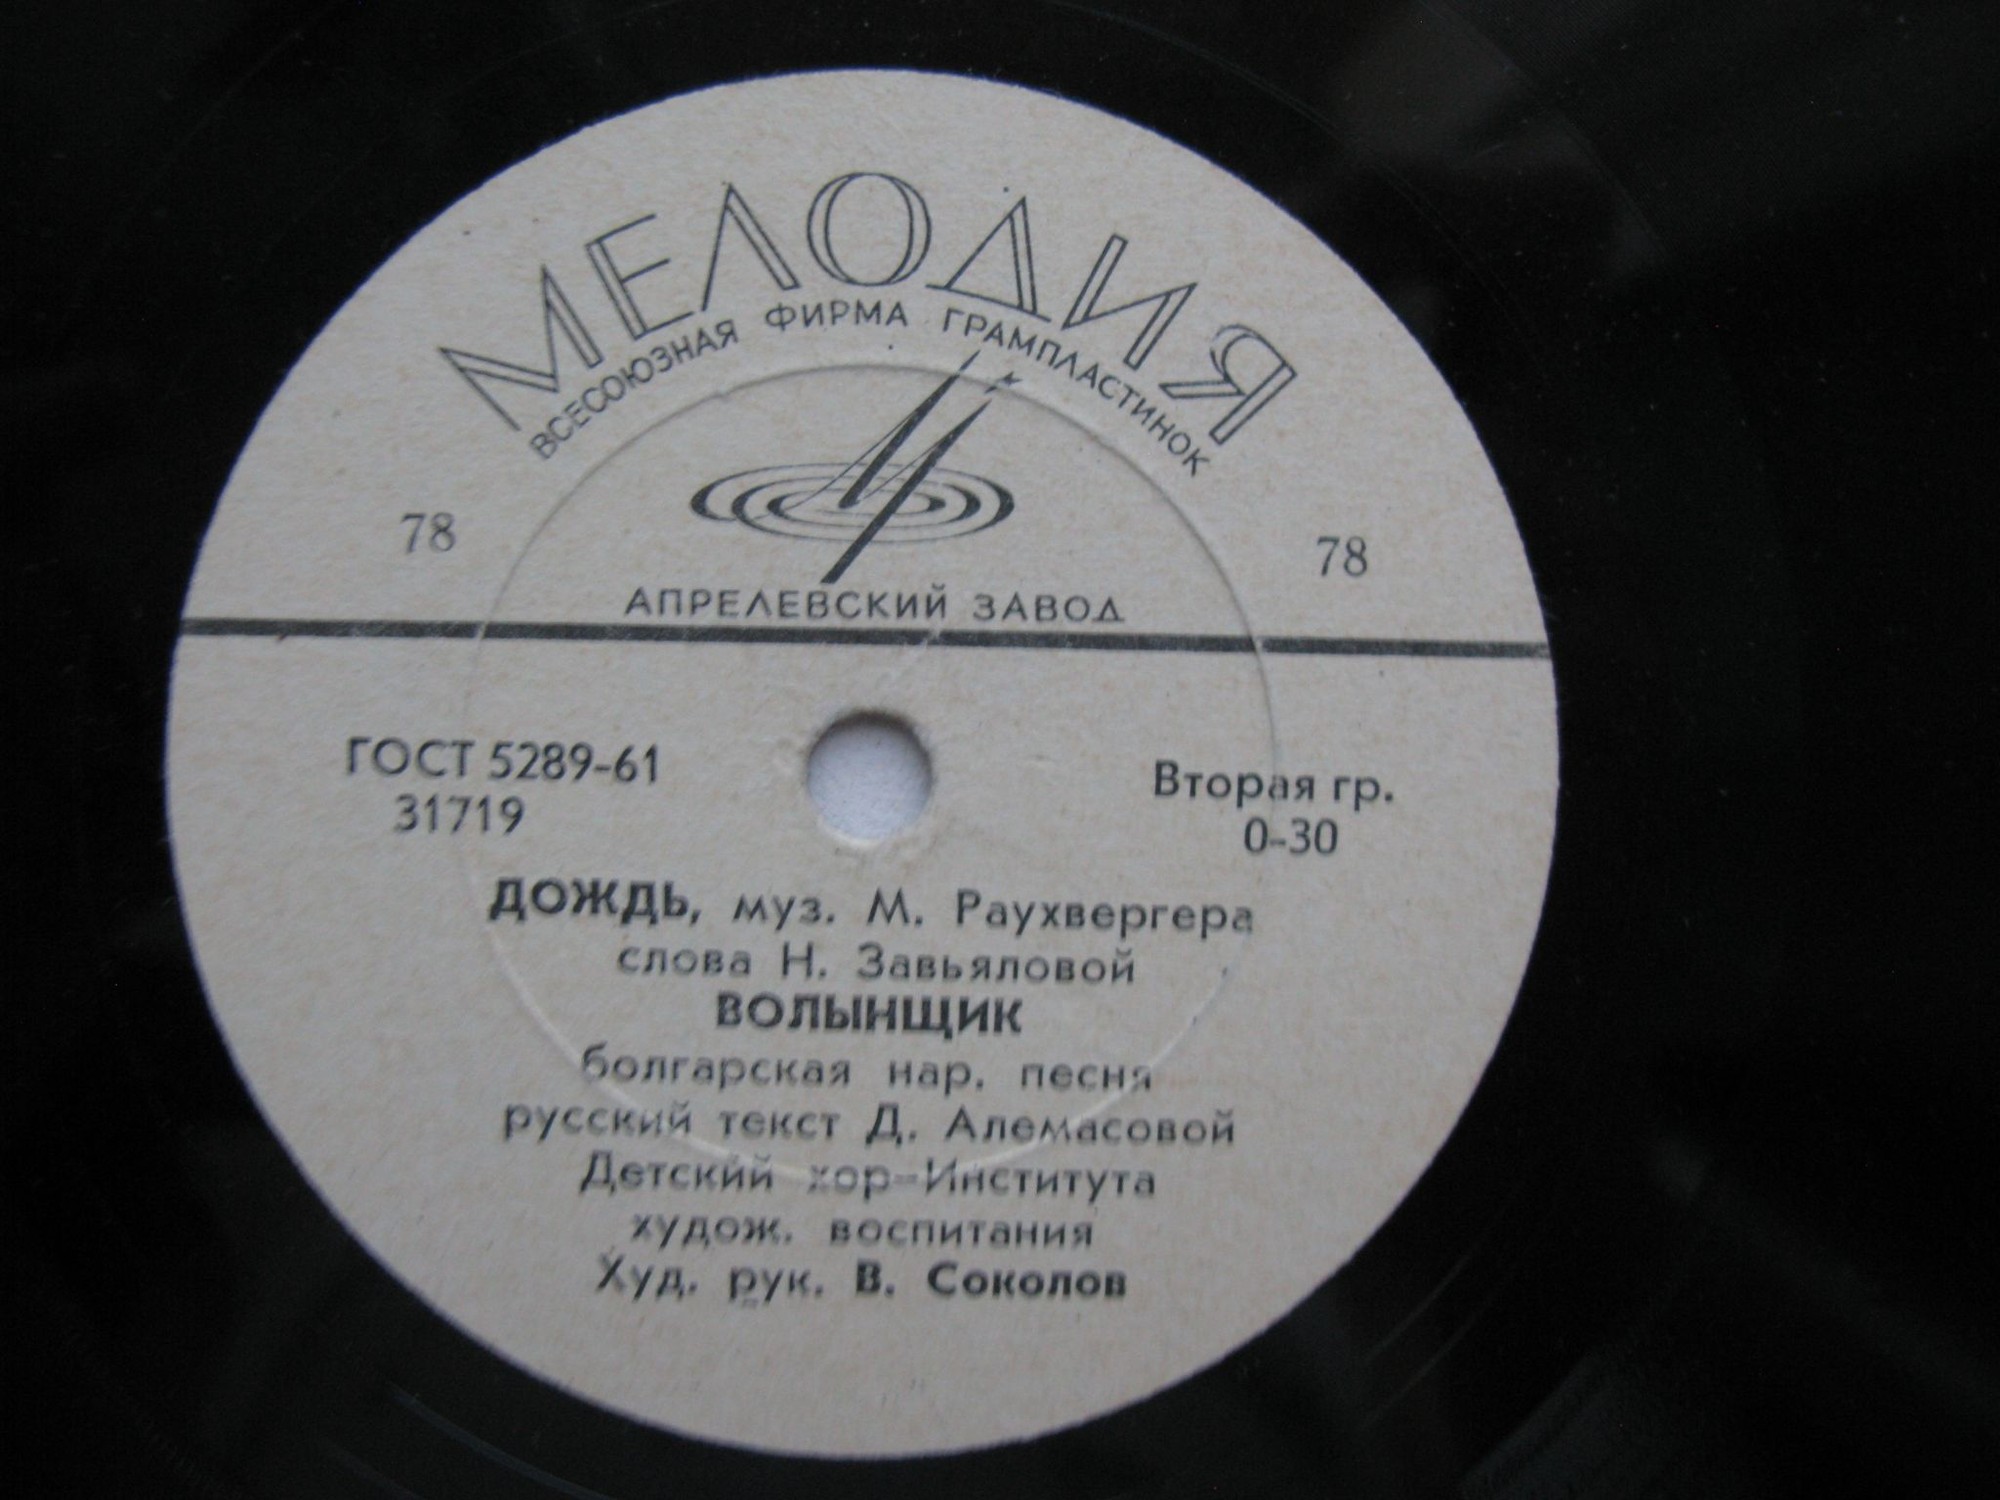 МЕЛОДИЯ
ВСЕСОЮЗНАЯ ФИРМА ГРАМПЛАСТИНОК
78
78
АПРЕЛЕВСКИЙ ЗАВОД
ГОСТ 5289-61
31719
Вторая гр.
0-30
ДОЖДЬ, муз. М. Раухвергера
слова Н. Завьяловой
ВОЛЫНЩИК
болгарская нар. песня
русский текст Д. Алемасовой
Детский хор-Института
худож. воспитания
Худ. рук. В. Соколов